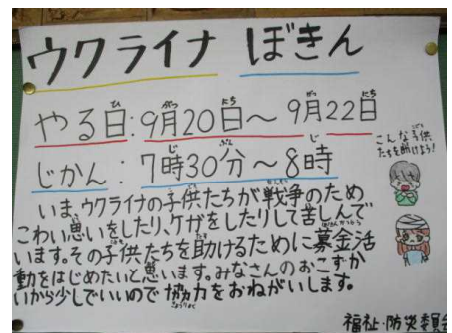 ウクライナ ぼきん
やる日:9月20日〜9月22日
こんな子供
たちを助けよう!
じかん:7時30分〜8時
いま、ウクライナの子供たちが戦争のため
こわい思いをしたり、ケガをしたりして苦しんで
います。その子供たちを助けるために募金活
動をはじめたいと思います。みなさんのおこずか
いから少しでいいので協力をおねがいします。
福祉・防災委員会